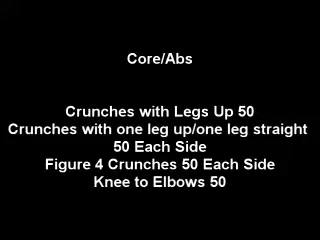 Core/Abs
Crunches with Legs Up 50
Crunches with one leg up/one leg straight
50 Each Side
Figure 4 Crunches 50 Each Side
Knee to Elbows 50